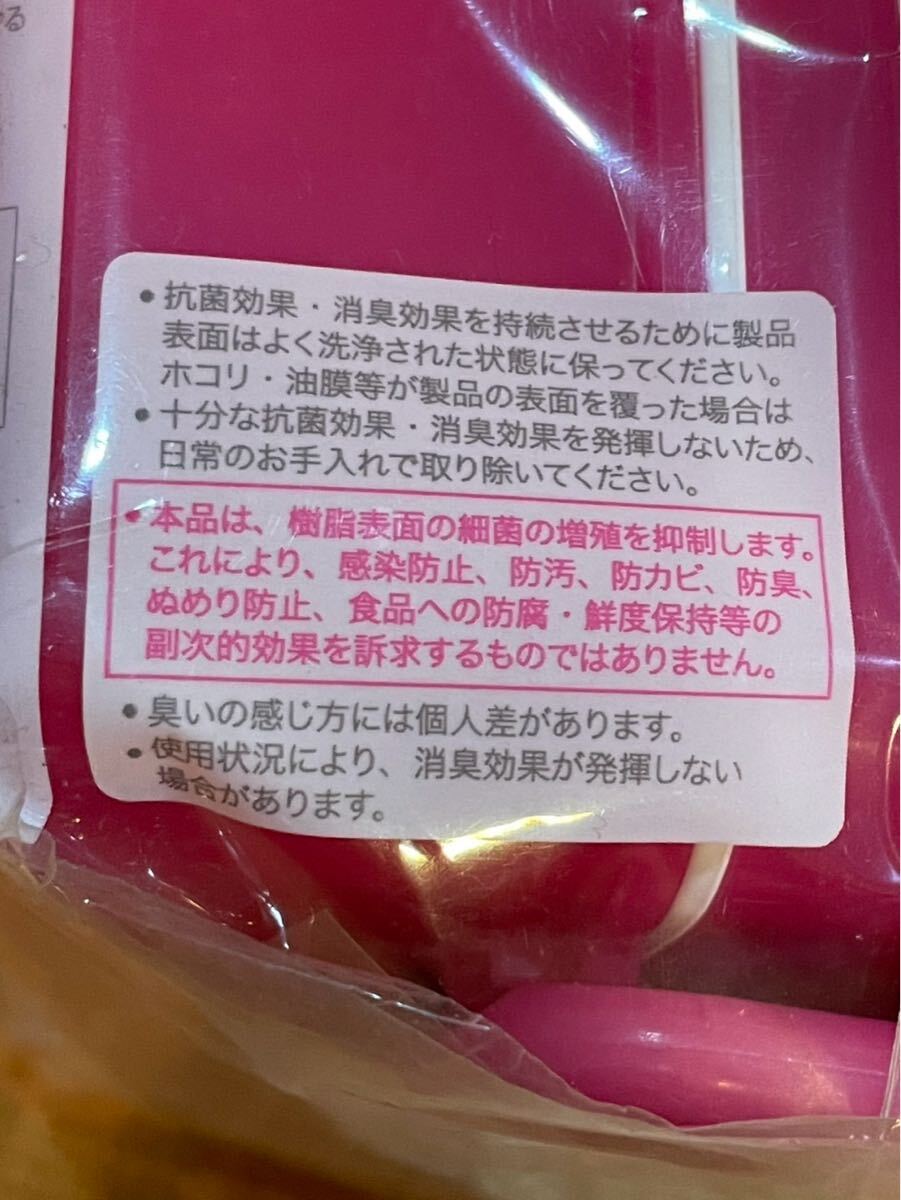 る
• 抗菌効果・消臭効果を持続させるために製品
表面はよく洗浄された状態に保ってください。
ホコリ・油膜等が製品の表面を覆った場合は
• 十分な抗菌効果・消臭効果を発揮しないため、
日常のお手入れで取り除いてください。
• 本品は、樹脂表面の細菌の増殖を抑制します。
これにより、感染防止、防汚、防カビ、防臭、
ぬめり防止、食品への防腐・鮮度保持等の
副次的効果を訴求するものではありません。
• 臭いの感じ方には個人差があります。
• 使用状況により、消臭効果が発揮しない
場合があります。